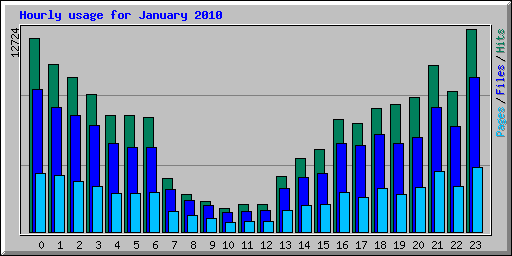 Hourly usage for January 2010
12724
Pages/Files/Hits
0 1 2 3 4 5 6 7 8 9 10 11 12 13 14 15 16 17 18 19 20 21 22 23